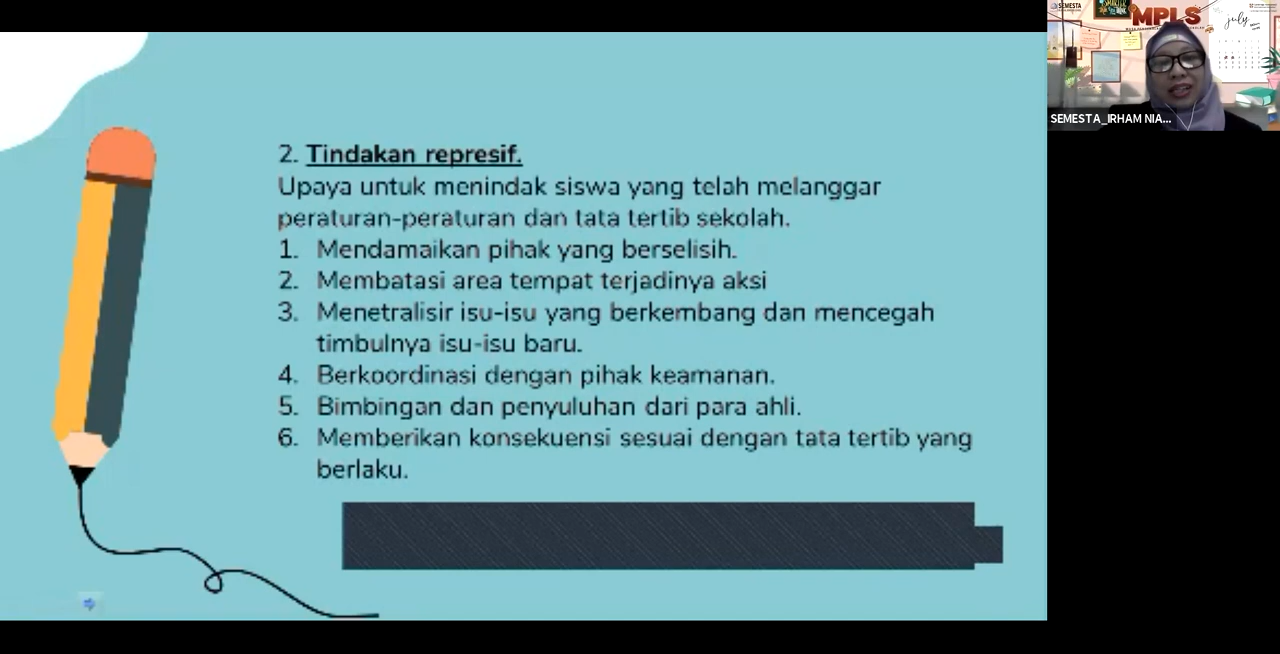 2. Tindakan represif.
Upaya untuk menindak siswa yang telah melanggar
peraturan-peraturan dan tata tertib sekolah.
1. Mendamaikan pihak yang berselisih.
2. Membatasi area tempat terjadinya aksi
3. Menetralisir isu-isu yang berkembang dan mencegah
timbulnya isu-isu baru.
4. Berkoordinasi dengan pihak keamanan.
5. Bimbingan dan penyuluhan dari para ahli.
6. Memberikan konsekuensi sesuai dengan tata tertib yang
berlaku.
SEMESTA
MPLS
july
SEMESTA_IRHAM NIA...